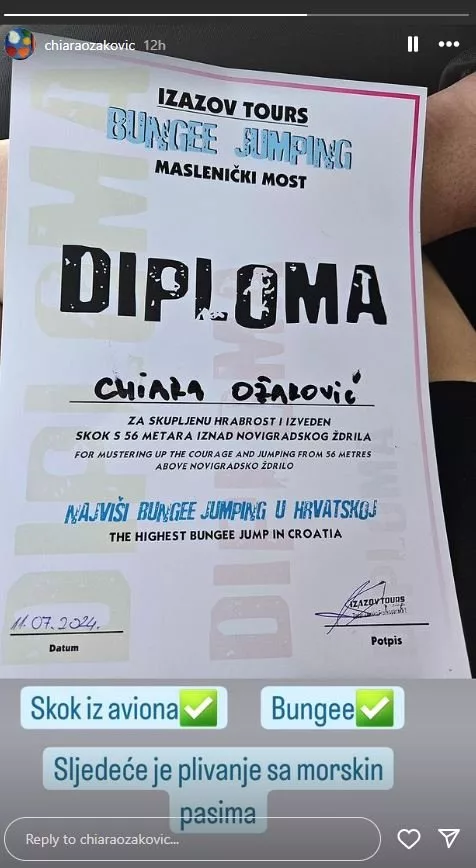 chiaraozakovic 12h
IZAZOV TOURS
BUNGEE JUMPING
MASLENIČKI MOST
DIPLOMA
CHIARA OŽAKOVIĆ
ZA SKUPLJENU HRABROST I IZVEDEN
SKOK S 56 METARA IZNAD NOVIGRADSKOG ŽDRILA
FOR MUSTERING UP THE COURAGE AND JUMPING FROM 56 METRES
ABOVE NOVIGRADSKO ŽDRILO
NAJVIŠI BUNGEE JUMPING U HRVATSKOJ
THE HIGHEST BUNGEE JUMP IN CROATIA
11.07.2024.
Datum
IZAZOV TOURS
Potpis
DIPLOMA
DIPLOMA
Skok iz aviona✅
Bungee✅
Sljedeće je plivanje sa morskin
pasima
Reply to chiaraozakovic...